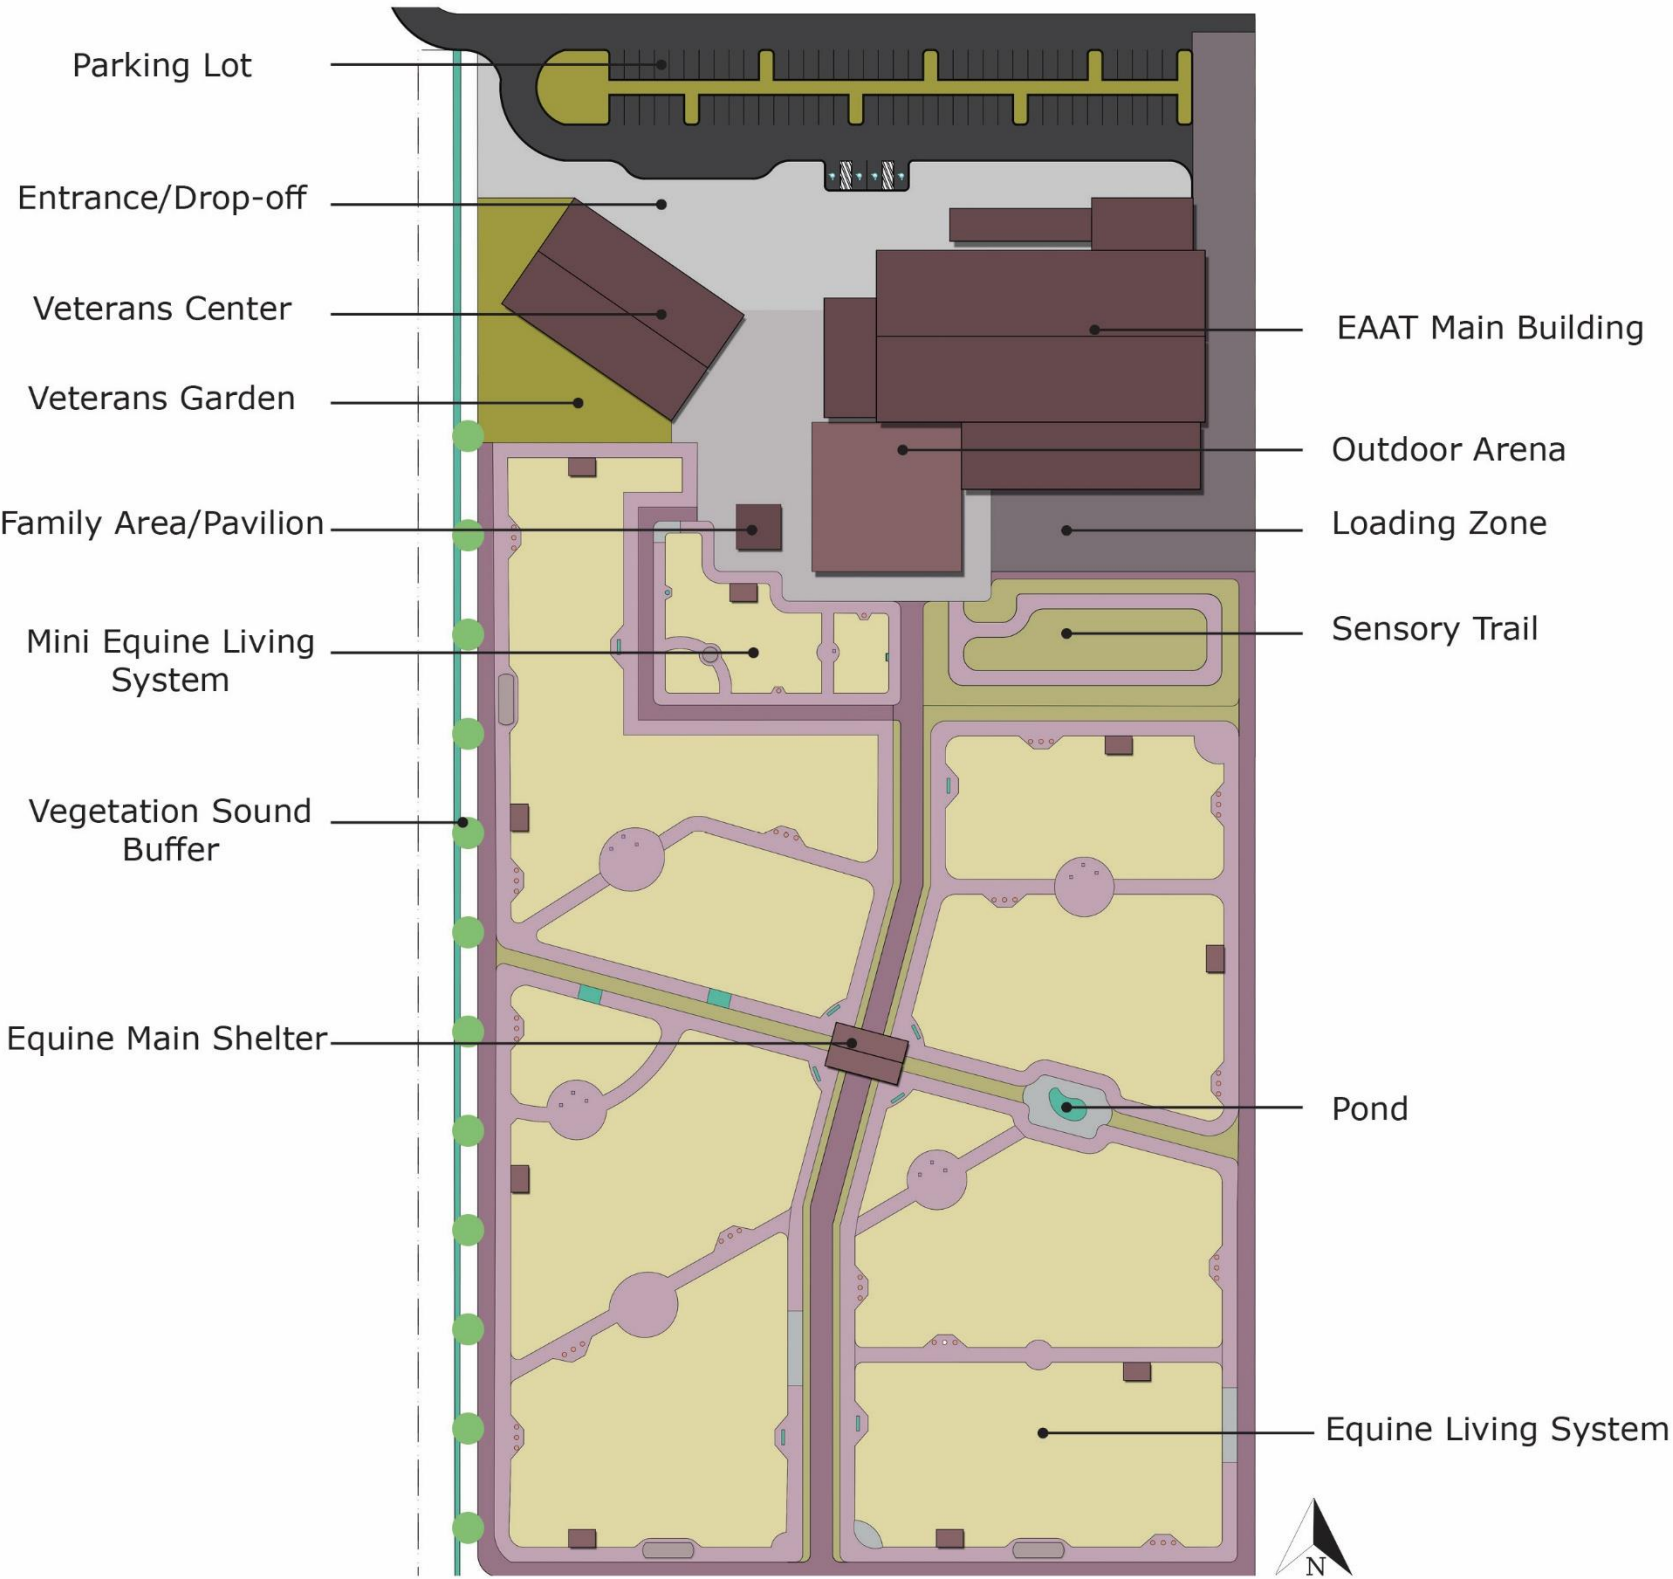 Parking Lot
Entrance/Drop-off
Veterans Center
Veterans Garden
Family Area/Pavilion
Mini Equine Living
System
Vegetation Sound
Buffer
Equine Main Shelter
EAAT Main Building
Outdoor Arena
Loading Zone
Sensory Trail
Pond
Equine Living System
N